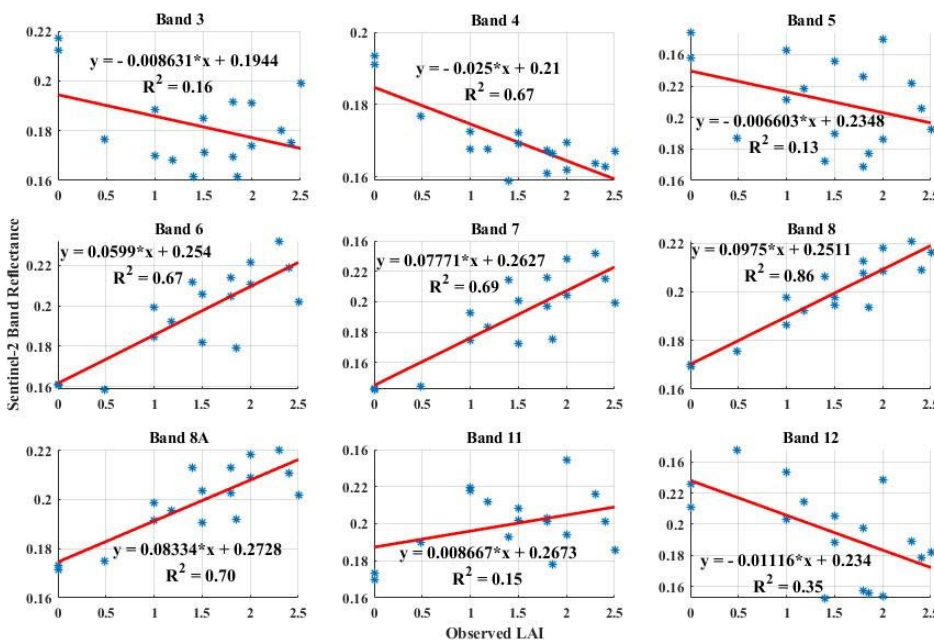 Band 3
0.22
0.2
0.18
0.16
0 0.5 1 1.5 2 2.5
y = - 0.008631*x + 0.1944
R² = 0.16
Band 4
0.2
0.18
0.16
0 0.5 1 1.5 2 2.5
y = - 0.025*x + 0.21
R² = 0.67
Band 5
0.16
0.22
0.2
0.16
0 0.5 1 1.5 2 2.5
y = - 0.006603*x + 0.2348
R² = 0.13
Sentinel-2 Band Reflectance
Band 6
0.22
0.2
0.18
0.16
0 0.5 1 1.5 2 2.5
y = 0.0599*x + 0.254
R² = 0.67
Band 7
0.16
0.22
0.2
0.18
0.16
0 0.5 1 1.5 2 2.5
y = 0.07771*x + 0.2627
R² = 0.69
Band 8
0.22
0.2
0.18
0.16
0 0.5 1 1.5 2 2.5
y = 0.0975*x + 0.2511
R² = 0.86
Band 8A
0.22
0.2
0.18
0.16
0 0.5 1 1.5 2 2.5
y = 0.08334*x + 0.2728
R² = 0.70
Band 11
0.16
0.22
0.2
0.18
0.16
0 0.5 1 1.5 2 2.5
y = 0.008667*x + 0.2673
R² = 0.15
Band 12
0.16
0.22
0.2
0.18
0.16
0 0.5 1 1.5 2 2.5
y = - 0.01116*x + 0.234
R² = 0.35
Observed LAI